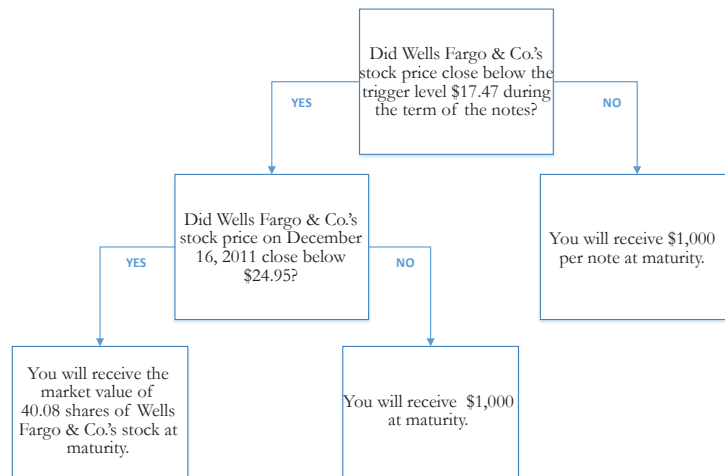 Did Wells Fargo & Co.'s
stock price close below the
trigger level $17.47 during
the term of the notes?
YES
NO
Did Wells Fargo & Co.'s
stock price on December
16, 2011 close below
$24.95?
You will receive $1,000
per note at maturity.
YES
NO
You will receive the
market value of
40.08 shares of Wells
Fargo & Co.'s stock at
maturity.
You will receive $1,000
at maturity.